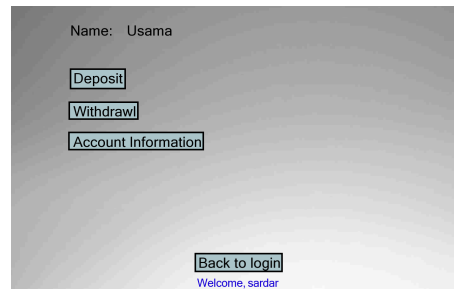 Name: Usama
Deposit
Withdrawl
Account Information
Back to login
Welcome, sardar